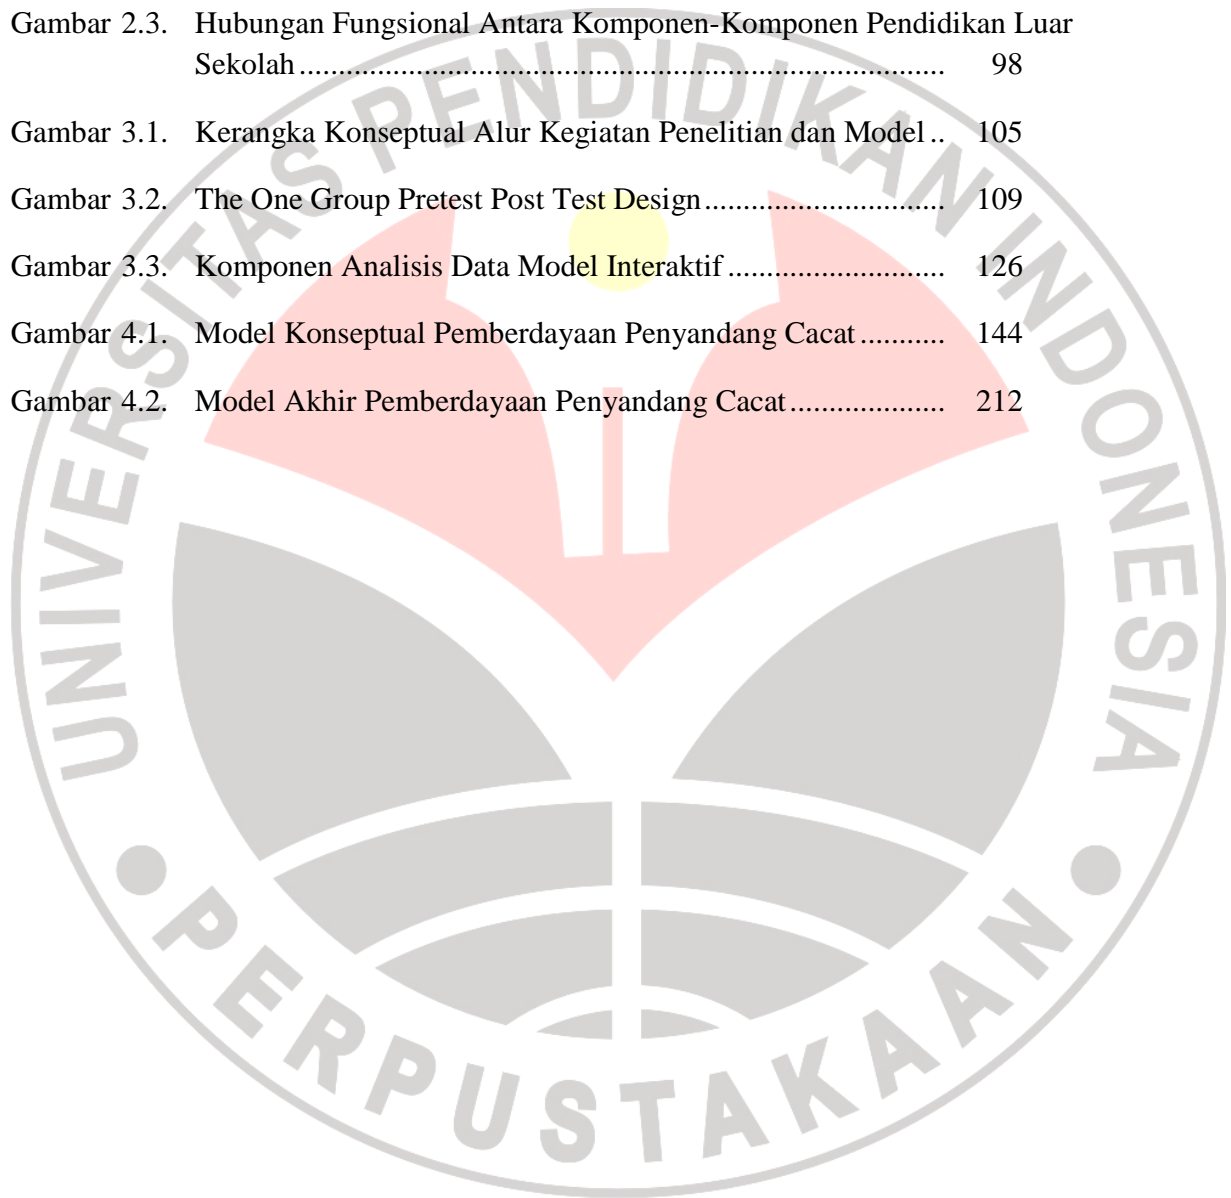 Gambar 2.3. Hubungan Fungsional Antara Komponen-Komponen Pendidikan Luar
Sekolah...................................................................... 98
Gambar 3.1. Kerangka Konseptual Alur Kegiatan Penelitian dan Model.. 105
Gambar 3.2. The One Group Pretest Post Test Design.......................... 109
Gambar 3.3. Komponen Analisis Data Model Interaktif........................ 126
Gambar 4.1. Model Konseptual Pemberdayaan Penyandang Cacat........... 144
Gambar 4.2. Model Akhir Pemberdayaan Penyandang Cacat................... 212
UNIVERSITAS PENDIDIKAN INDONESIA
PERPUSTAKAAN